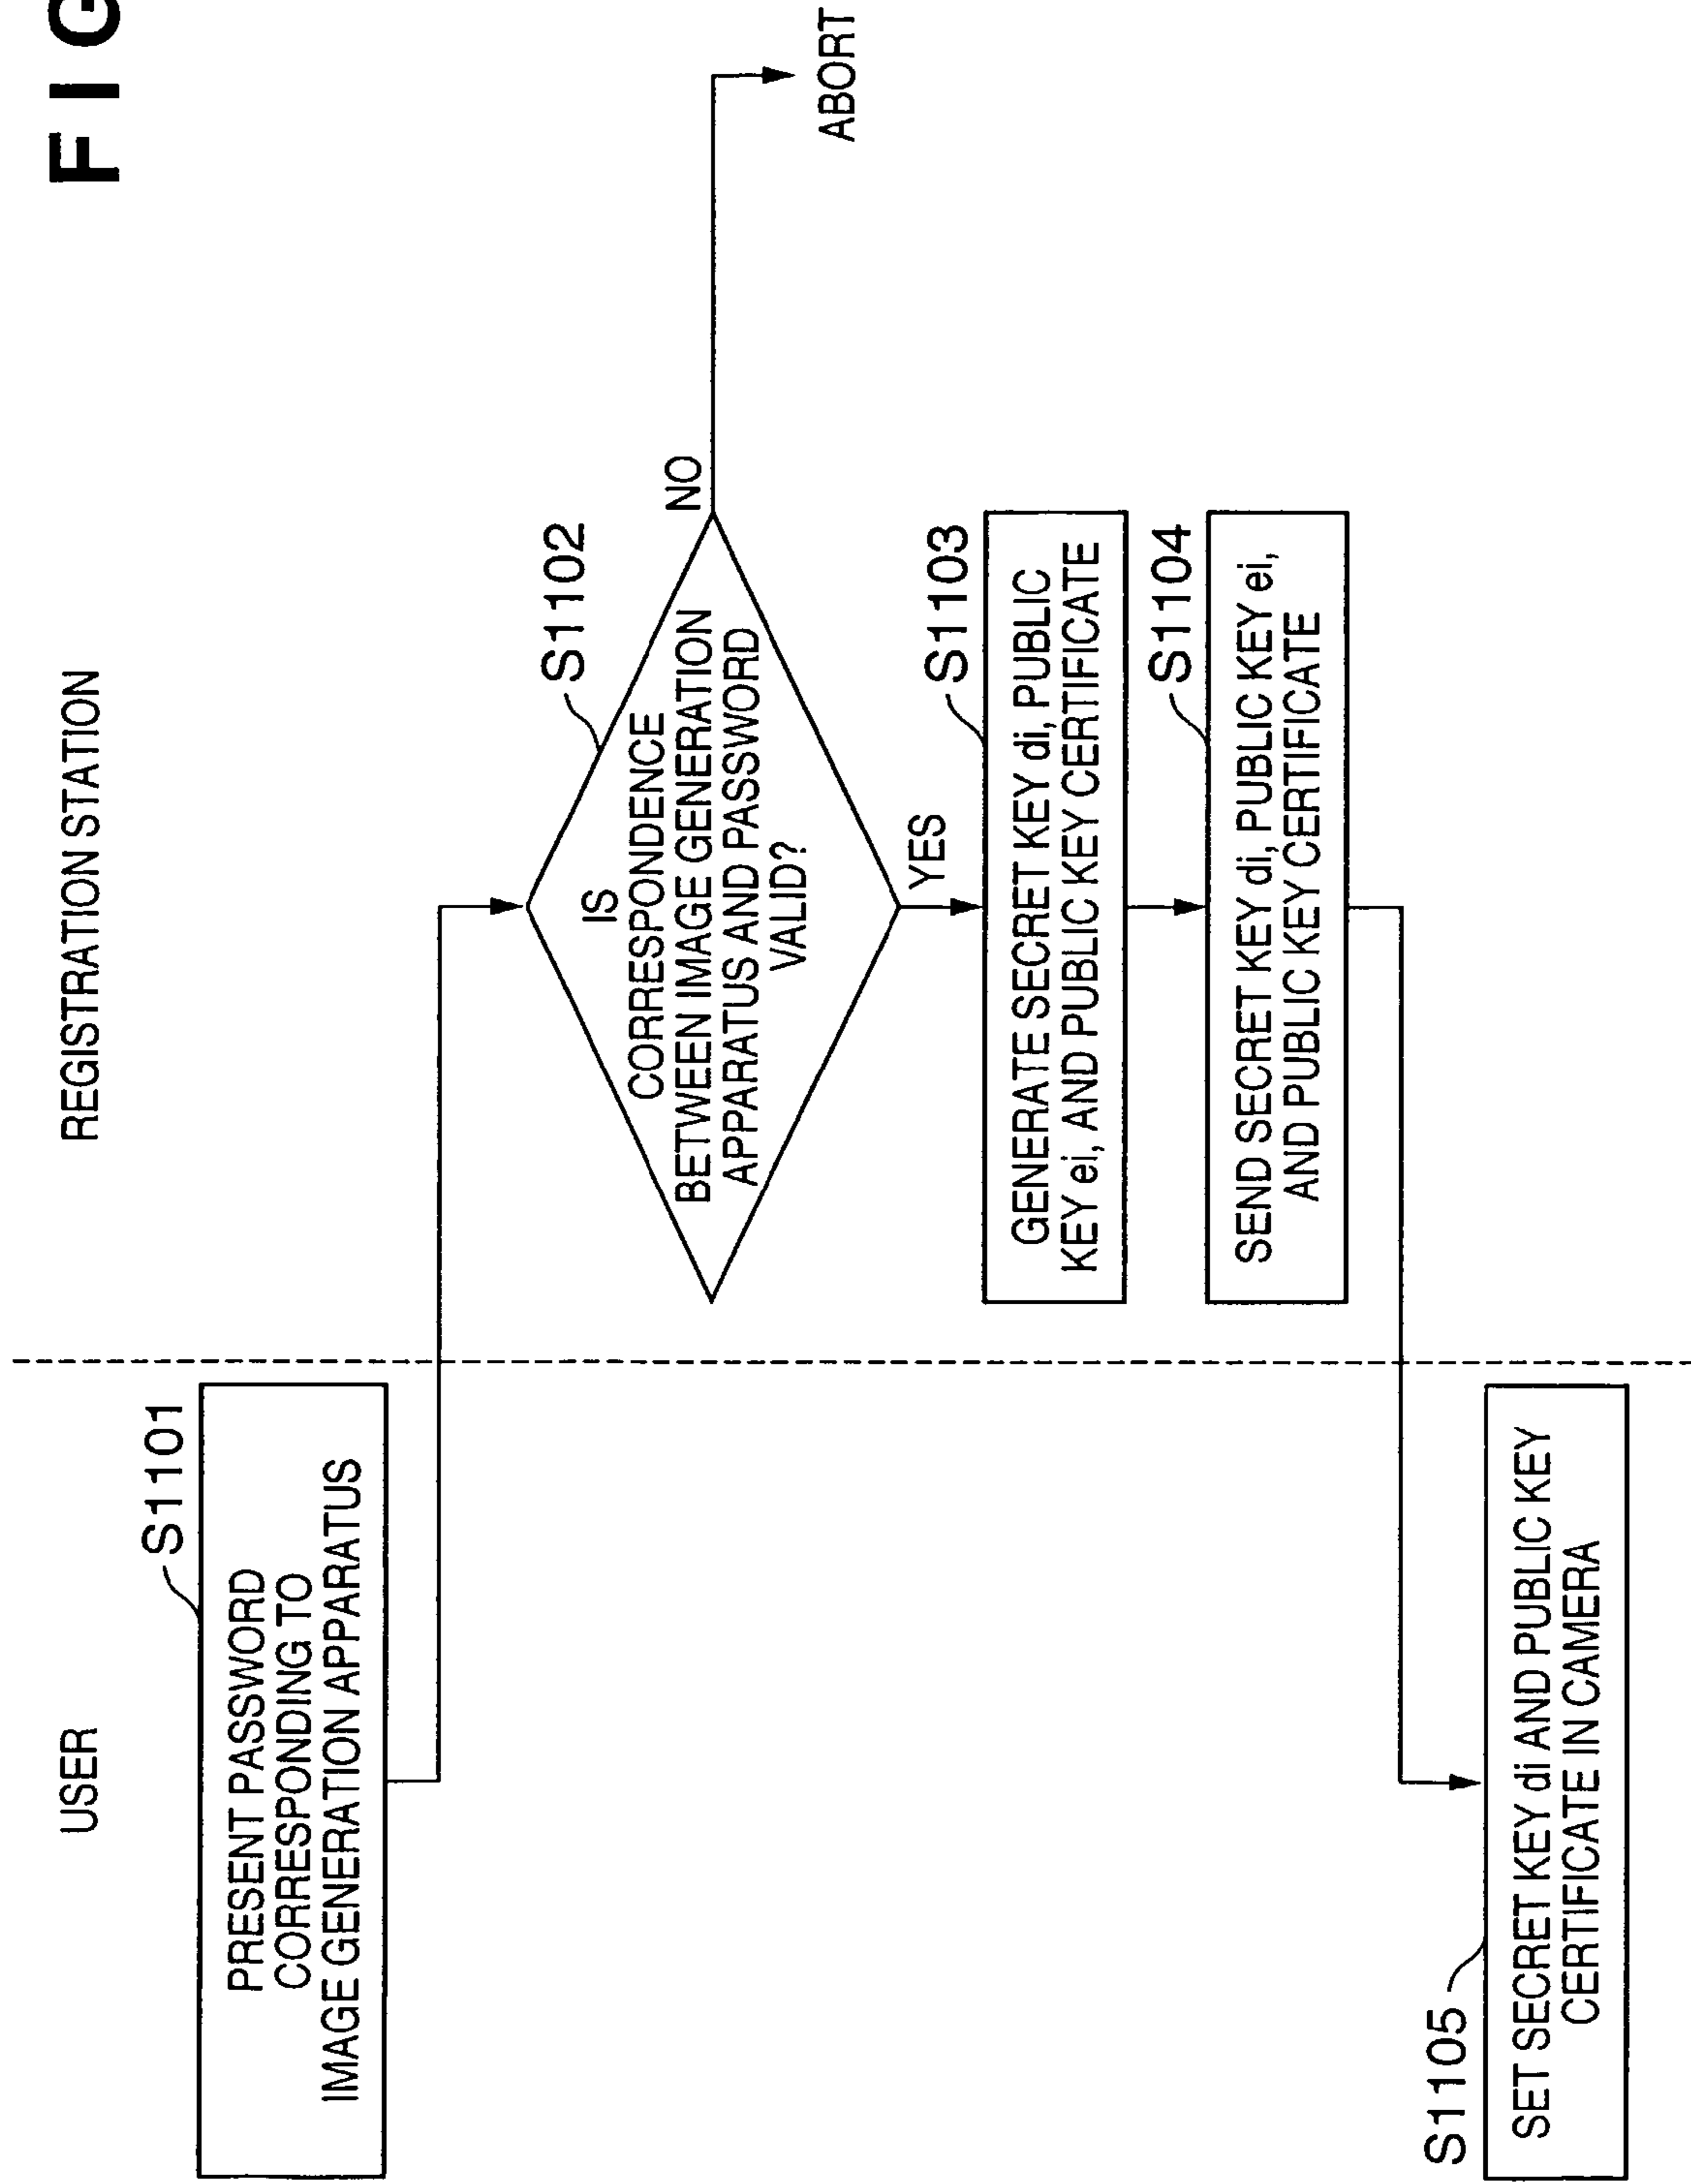 FIG
USER
REGISTRATION STATION
S1101
PRESENT PASSWORD
CORRESPONDING TO
IMAGE GENERATION APPARATUS
S1102
IS
CORRESPONDENCE
BETWEEN IMAGE GENERATION
APPARATUS AND PASSWORD
VALID?
NO
ABORT
YES
S1103
GENERATE SECRET KEY di, PUBLIC
KEY ei, AND PUBLIC KEY CERTIFICATE
S1104
SEND SECRET KEY di, PUBLIC KEY ei,
AND PUBLIC KEY CERTIFICATE
S1105
SET SECRET KEY di AND PUBLIC KEY
CERTIFICATE IN CAMERA